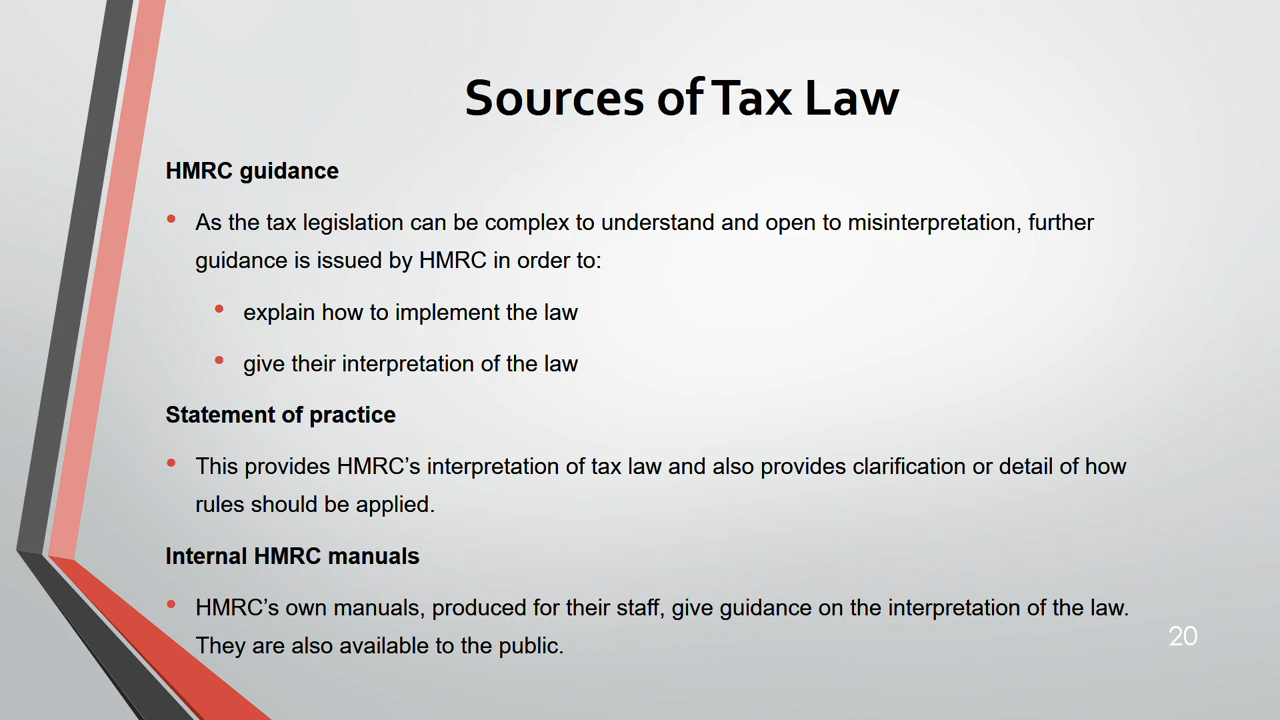 Sources of Tax Law
HMRC guidance
• As the tax legislation can be complex to understand and open to misinterpretation, further
guidance is issued by HMRC in order to:
• explain how to implement the law
• give their interpretation of the law
Statement of practice
• This provides HMRC’s interpretation of tax law and also provides clarification or detail of how
rules should be applied.
Internal HMRC manuals
• HMRC’s own manuals, produced for their staff, give guidance on the interpretation of the law.
They are also available to the public.
20